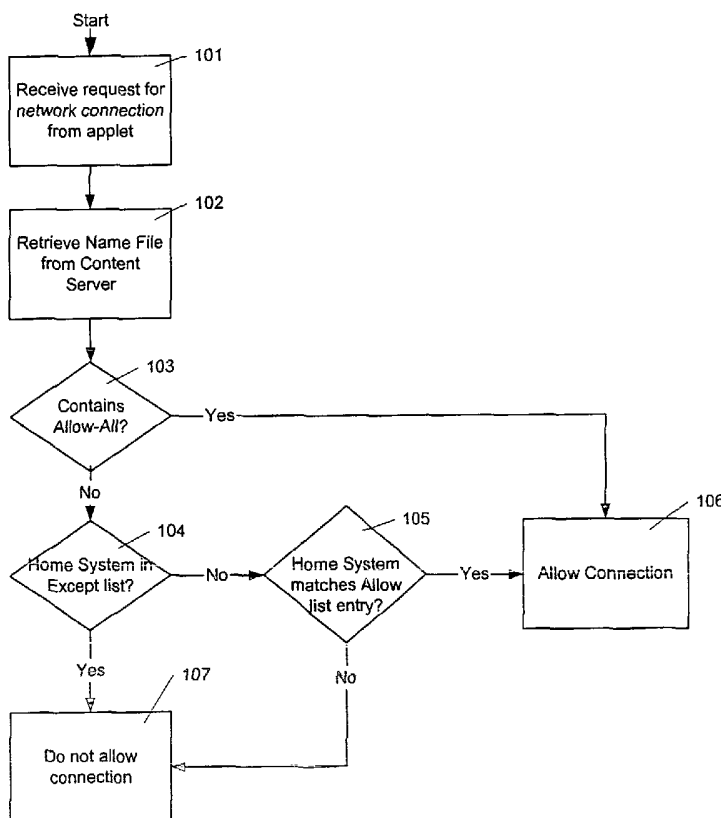 Start
101
Receive request for
network connection
from applet
102
Retrieve Name File
from Content
Server
103
Contains
Allow-All?
Yes
No
104
Home System in
Except list?
No
105
Home System
matches Allow
list entry?
Yes
106
Allow Connection
Yes
No
107
Do not allow
connection